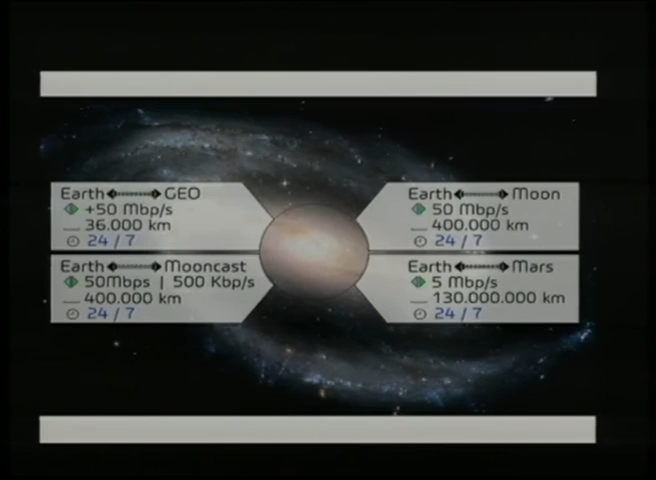 Earth GEO
+50 Mbp/s
36.000 km
24 / 7
Earth Moon
50 Mbp/s
400.000 km
24 / 7
Earth Mooncast
50Mbps | 500 Kbp/s
400.000 km
24 / 7
Earth Mars
5 Mbp/s
130.000.000 km
24 / 7